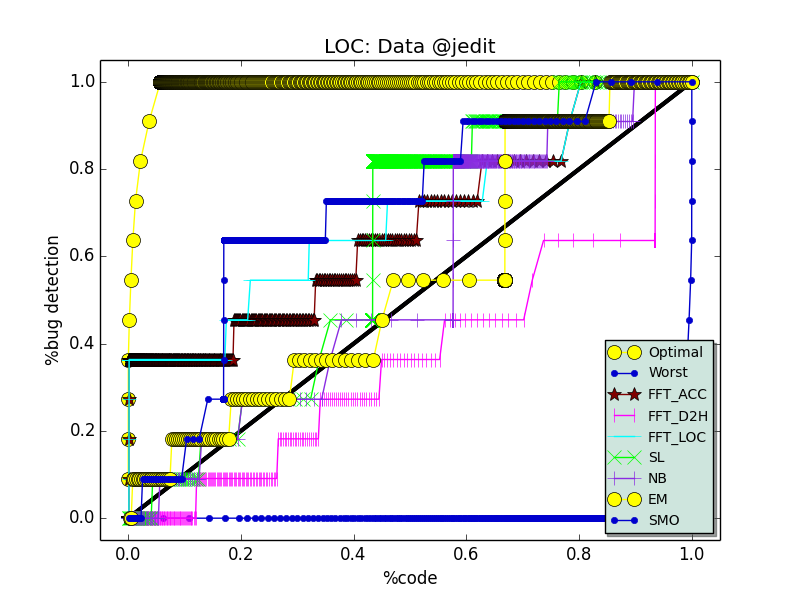 LOC: Data @jedit
%bug detection
1.0
0.8
0.6
0.4
0.2
0.0
0.0 0.2 0.4 0.6 0.8 1.0
%code
Optimal
Worst
FFT_ACC
FFT_D2H
FFT_LOC
SL
NB
EM
SMO